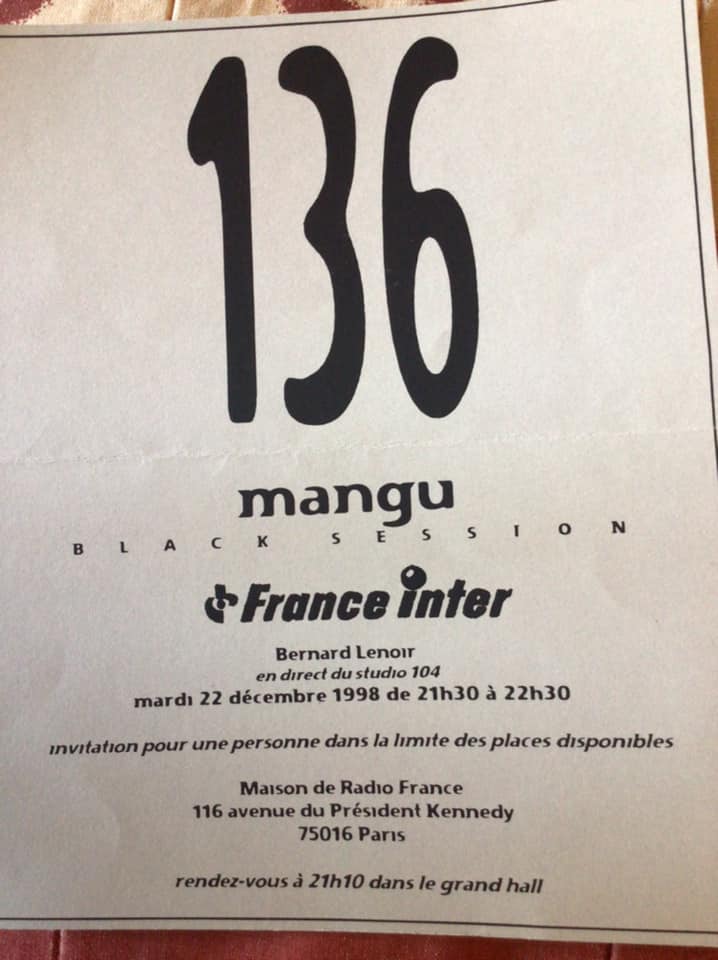 136
mangu
BLACK SESSION
France inter
Bernard Lenoir
en direct du studio 104
mardi 22 décembre 1998 de 21h30 à 22h30
invitation pour une personne dans la limite des places disponibles
Maison de Radio France
116 avenue du Président Kennedy
75016 Paris
rendez-vous à 21h10 dans le grand hall